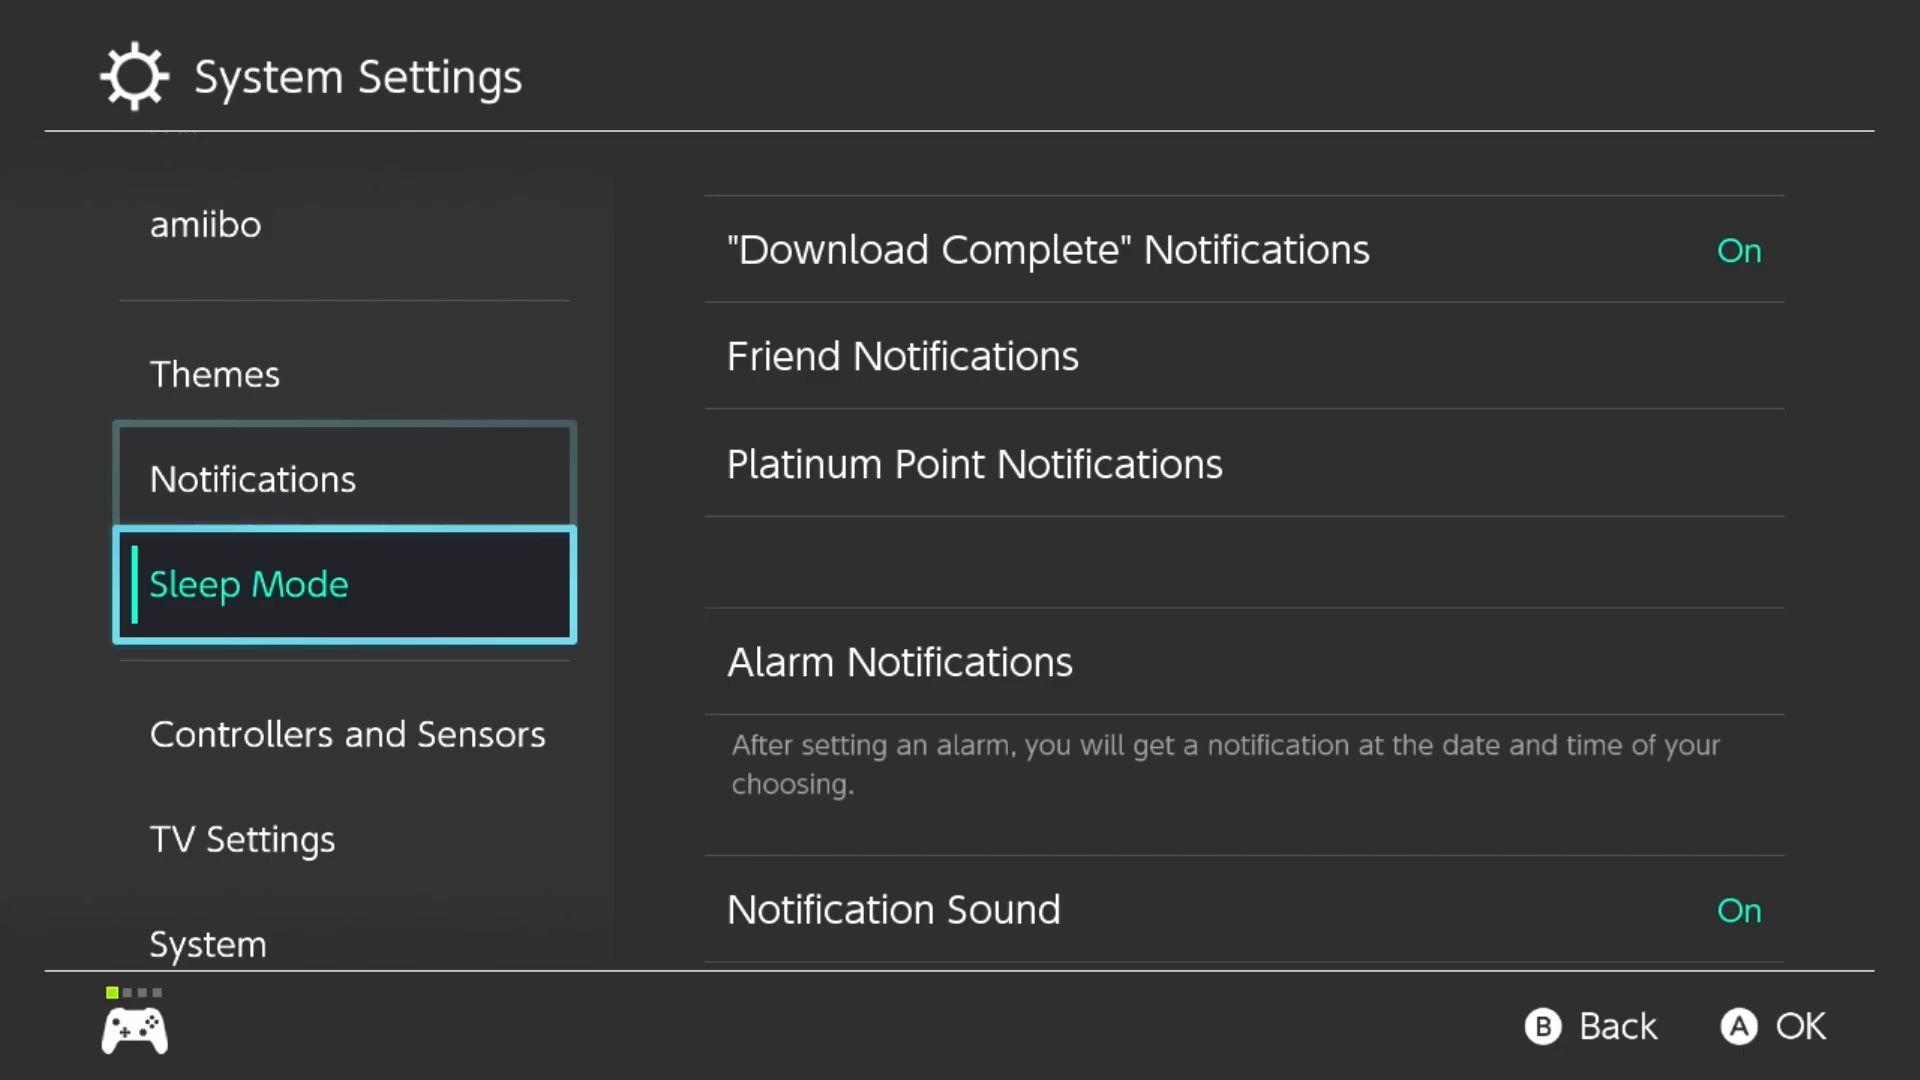 System Settings
amiibo
Themes
Notifications
Sleep Mode
Controllers and Sensors
TV Settings
System
"Download Complete" Notifications On
Friend Notifications
Platinum Point Notifications
Alarm Notifications
After setting an alarm, you will get a notification at the date and time of your
choosing.
Notification Sound On
B Back A OK